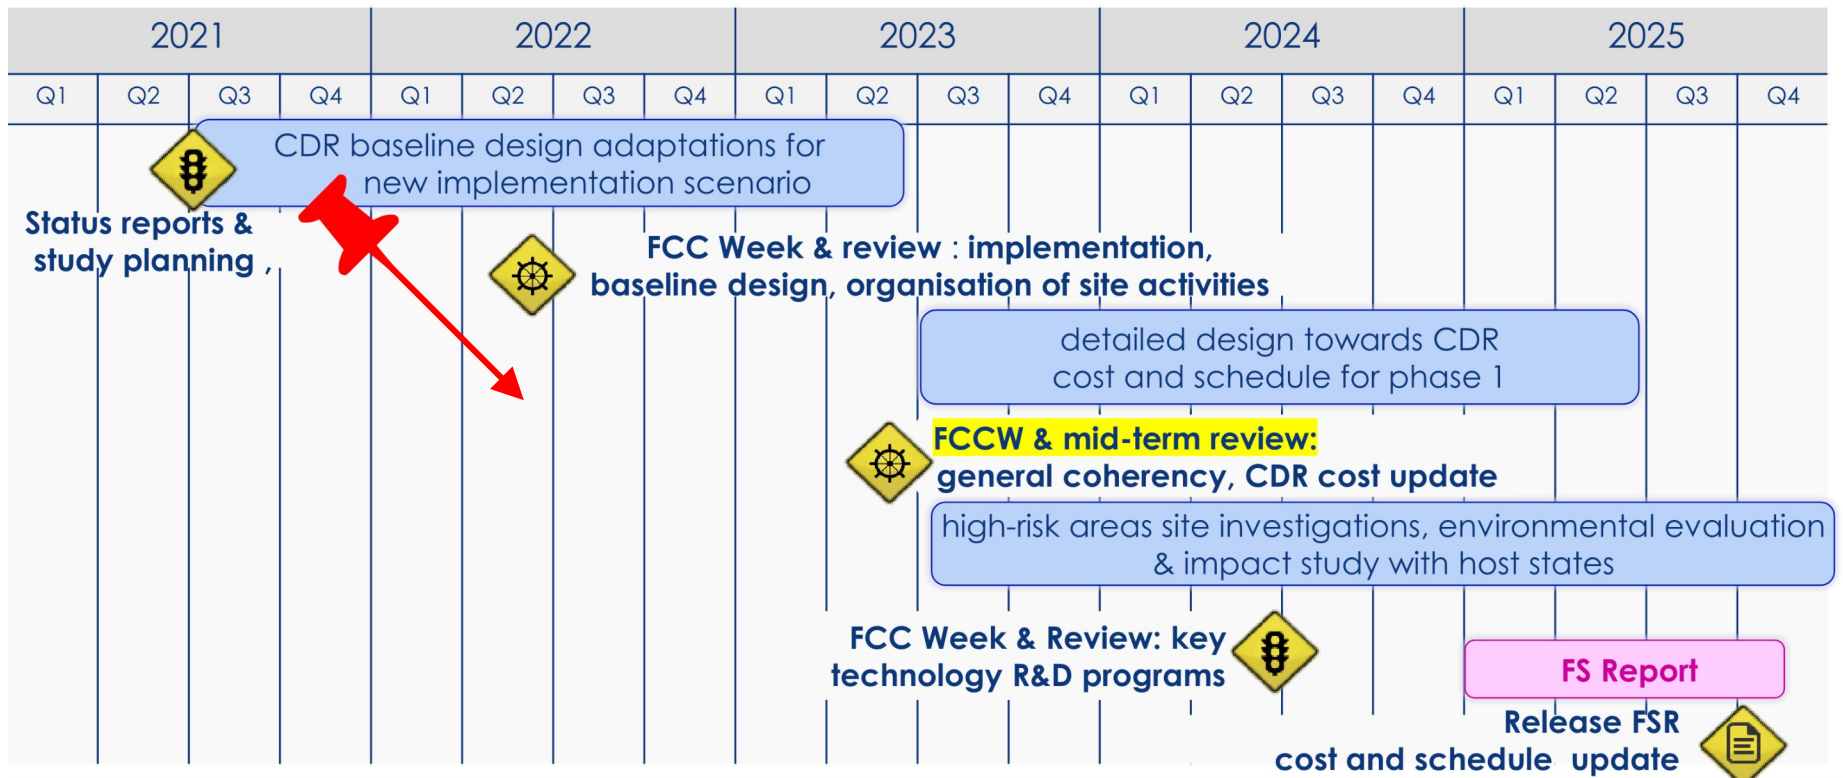 2021 2022 2023 2024 2025
Q1 Q2 Q3 Q4 Q1 Q2 Q3 Q4 Q1 Q2 Q3 Q4 Q1 Q2 Q3 Q4 Q1 Q2 Q3 Q4
CDR baseline design adaptations for
new implementation scenario
Status reports &
study planning ,
FCC Week & review : implementation,
baseline design, organisation of site activities
detailed design towards CDR
cost and schedule for phase 1
FCCW & mid-term review:
general coherency, CDR cost update
high-risk areas site investigations, environmental evaluation
& impact study with host states
FCC Week & Review: key
technology R&D programs
FS Report
Release FSR
cost and schedule update